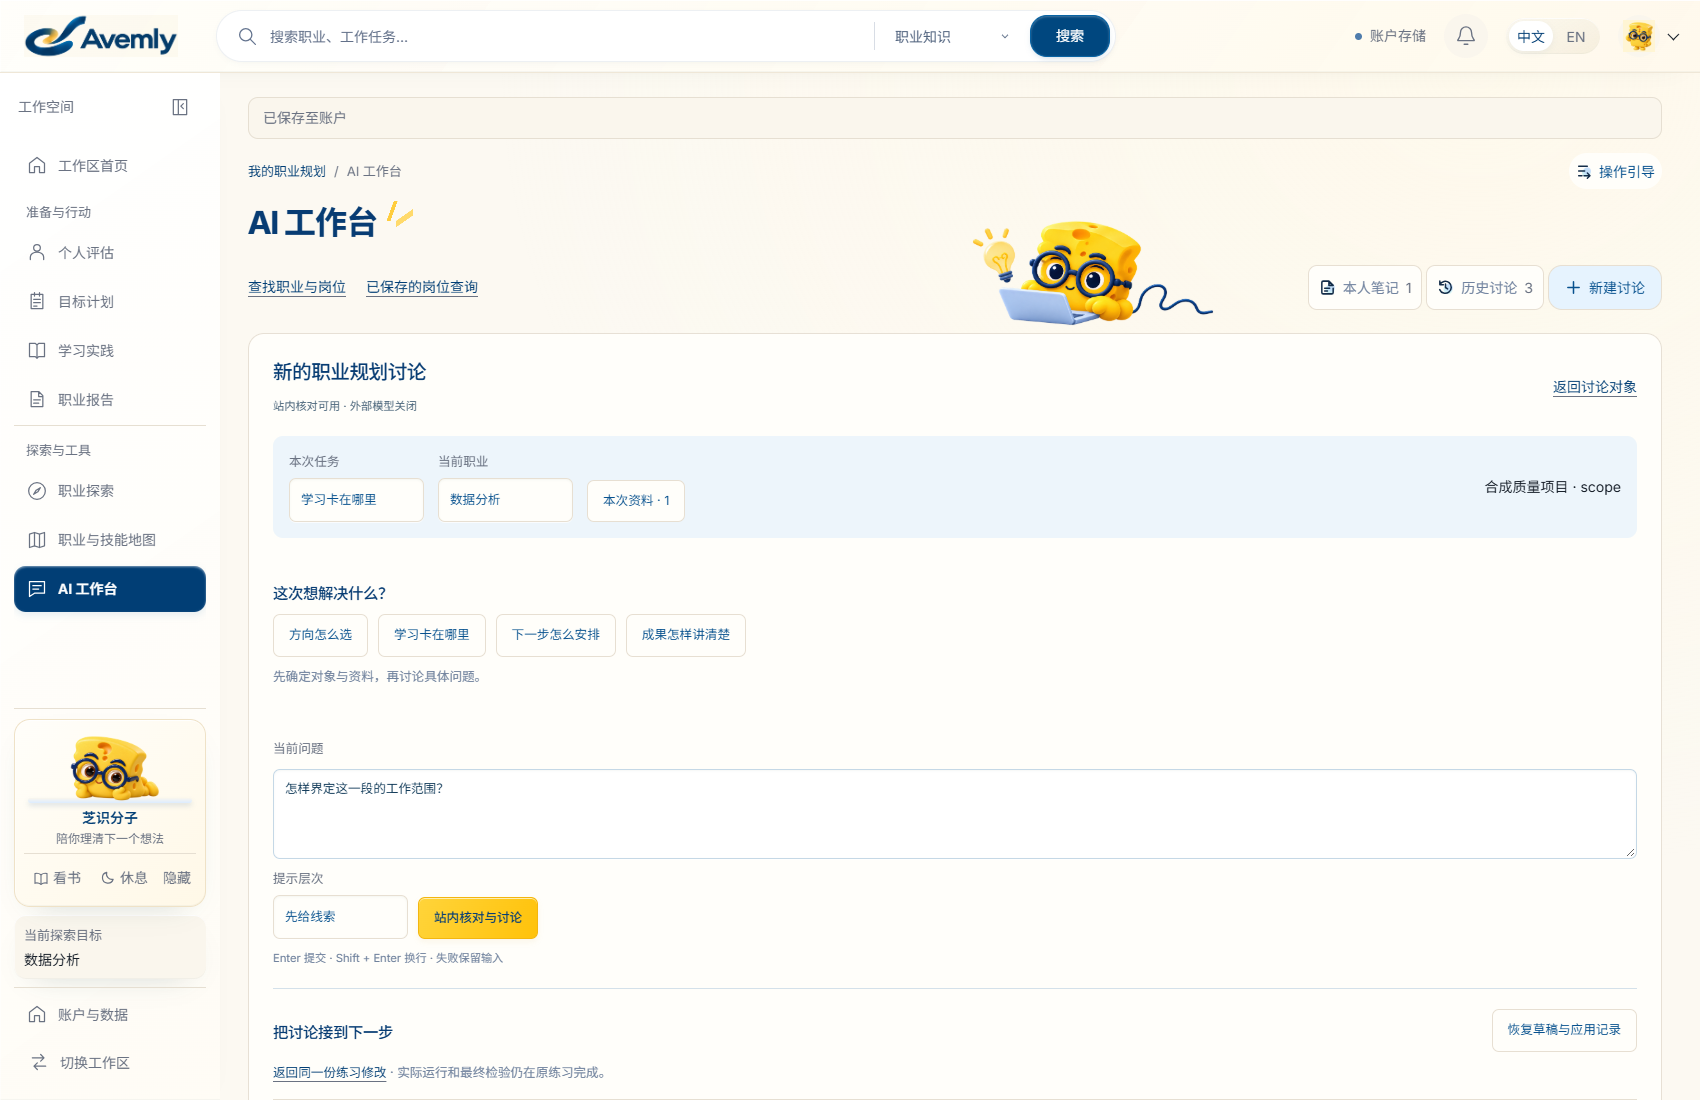 Avemly
搜索职业、工作任务...
职业知识
搜索
账户存储
中文
EN
工作空间
工作区首页
准备与行动
个人评估
目标计划
学习实践
职业报告
探索与工具
职业探索
职业与技能地图
AI 工作台
芝识分子
陪你理清下一个想法
看书
休息
隐藏
当前探索目标
数据分析
账户与数据
切换工作区
已保存至账户
我的职业规划 / AI 工作台
操作引导
AI 工作台
查找职业与岗位
已保存的岗位查询
本人笔记 1
历史讨论 3
新建讨论
新的职业规划讨论
站内核对可用 · 外部模型关闭
返回讨论对象
本次任务
当前职业
学习卡在哪里
数据分析
本次资料 · 1
合成质量项目 · scope
这次想解决什么？
方向怎么选
学习卡在哪里
下一步怎么安排
成果怎样讲清楚
先确定对象与资料，再讨论具体问题。
当前问题
怎样界定这一段的工作范围？
提示层次
先给线索
站内核对与讨论
Enter 提交 · Shift + Enter 换行 · 失败保留输入
把讨论接到下一步
恢复草稿与应用记录
返回同一份练习修改 · 实际运行和最终检验仍在原练习完成。